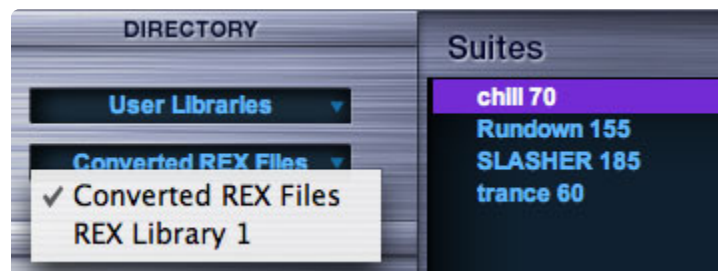 DIRECTORY
User Libraries
Converted REX Files
Converted REX Files
REX Library 1
Suites
chill 70
Rundown 155
SLASHER 185
trance 60